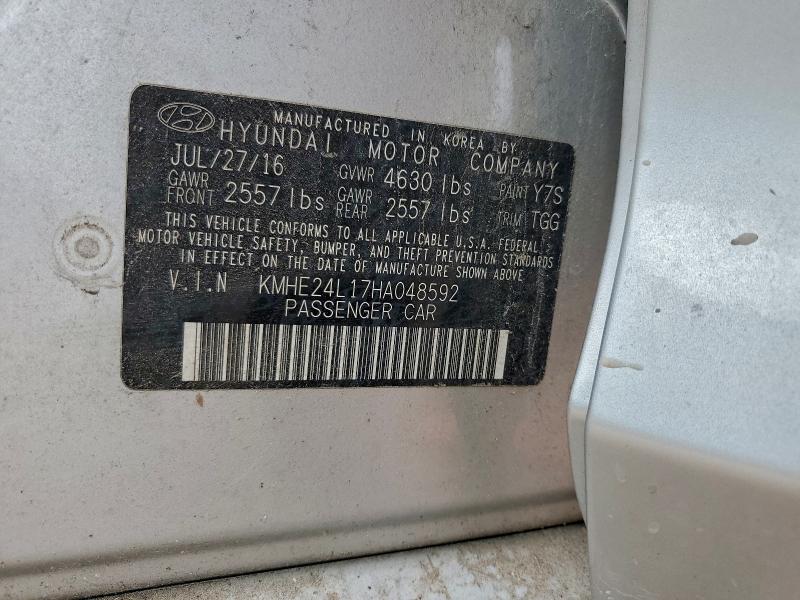 MANUFACTURED IN KOREA BY
HYUNDAI MOTOR COMPANY
JUL/27/16 GVWR 4630 lbs PAINT Y7S
GAWR FRONT 2557 lbs GAWR REAR 2557 lbs TRIM TGG
THIS VEHICLE CONFORMS TO ALL APPLICABLE U.S.A. FEDERAL
MOTOR VEHICLE SAFETY, BUMPER, AND THEFT PREVENTION STANDARDS
IN EFFECT ON THE DATE OF MANUFACTURE SHOWN ABOVE
V.I.N KMHE24L17HA048592
PASSENGER CAR